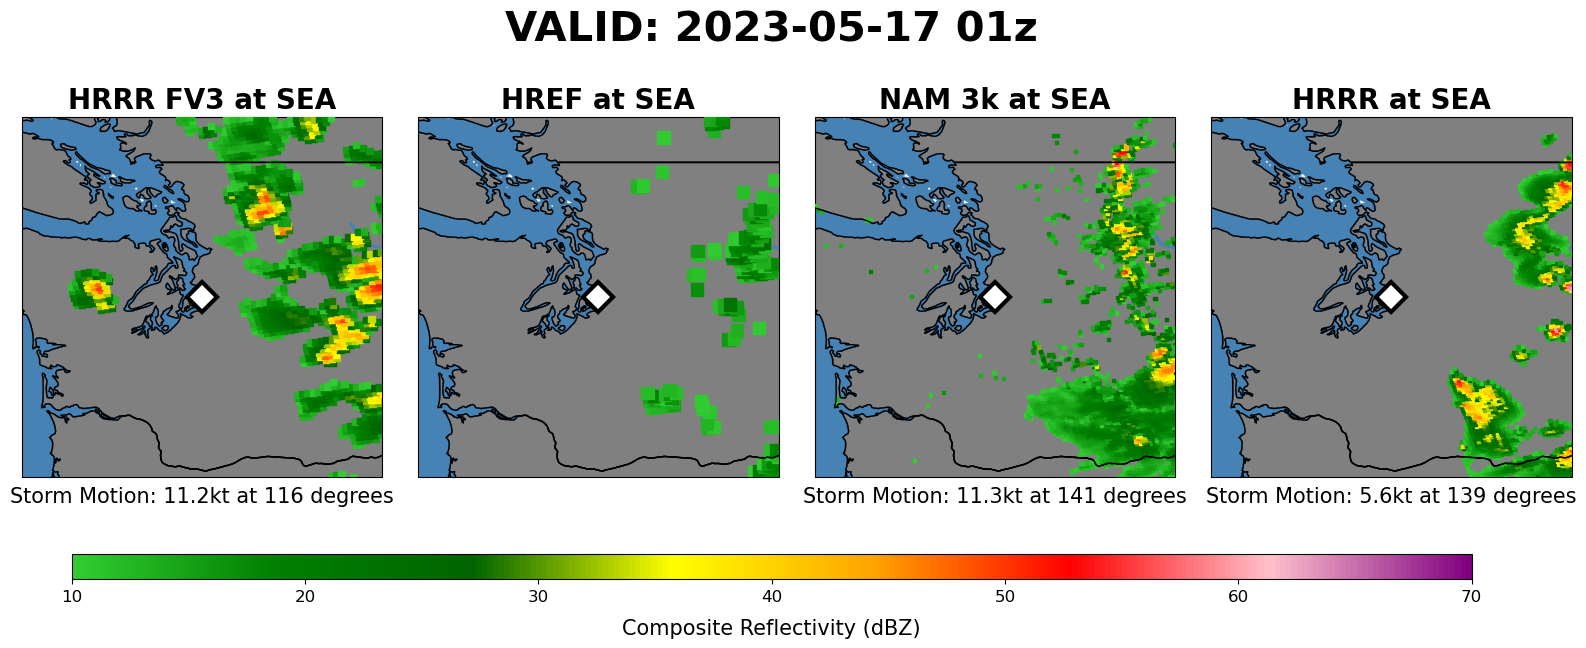 VALID: 2023-05-17 01z
HRRR FV3 at SEA
HREF at SEA
NAM 3k at SEA
HRRR at SEA
Storm Motion: 11.2kt at 116 degrees
Storm Motion: 11.3kt at 141 degrees
Storm Motion: 5.6kt at 139 degrees
10 20 30 40 50 60 70
Composite Reflectivity (dBZ)